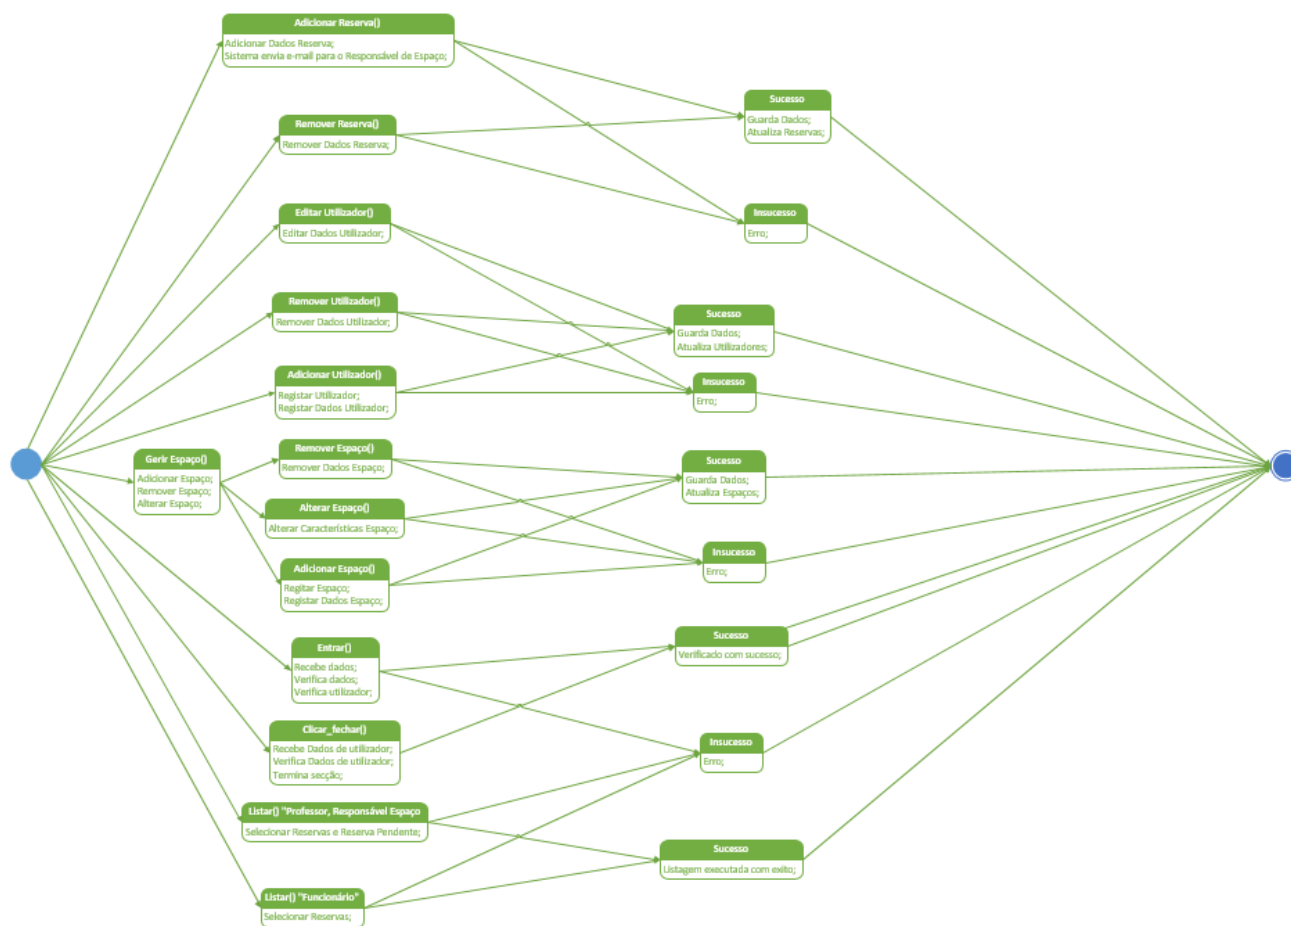 Adicionar Reserva()
Adicionar Dados Reserva;
Sistema envia e-mail para o Responsável de Espaço;
Sucesso
Guarda Dados;
Atualiza Reservas;
Remover Reserva()
Remover Dados Reserva;
Editar Utilizador()
Editar Dados Utilizador;
Insucesso
Erro;
Remover Utilizador()
Remover Dados Utilizador;
Sucesso
Guarda Dados;
Atualiza Utilizadores;
Adicionar Utilizador()
Registar Utilizador;
Registar Dados Utilizador;
Insucesso
Erro;
Gerir Espaço()
Adicionar Espaço;
Remover Espaço;
Alterar Espaço;
Remover Espaço()
Remover Dados Espaço;
Sucesso
Guarda Dados;
Atualiza Espaços;
Alterar Espaço()
Alterar Características Espaço;
Insucesso
Erro;
Adicionar Espaço()
Regitar Espaço;
Registar Dados Espaço;
Entrar()
Recebe dados;
Verifica dados;
Verifica utilizador;
Sucesso
Verificado com sucesso;
Clicar_fechar()
Recebe Dados de utilizador;
Verifica Dados de utilizador;
Termina secção;
Insucesso
Erro;
Listar() "Professor, Responsável Espaço
Selecionar Reservas e Reserva Pendente;
Sucesso
Listagem executada com exito;
Listar() "Funcionário"
Selecionar Reservas;